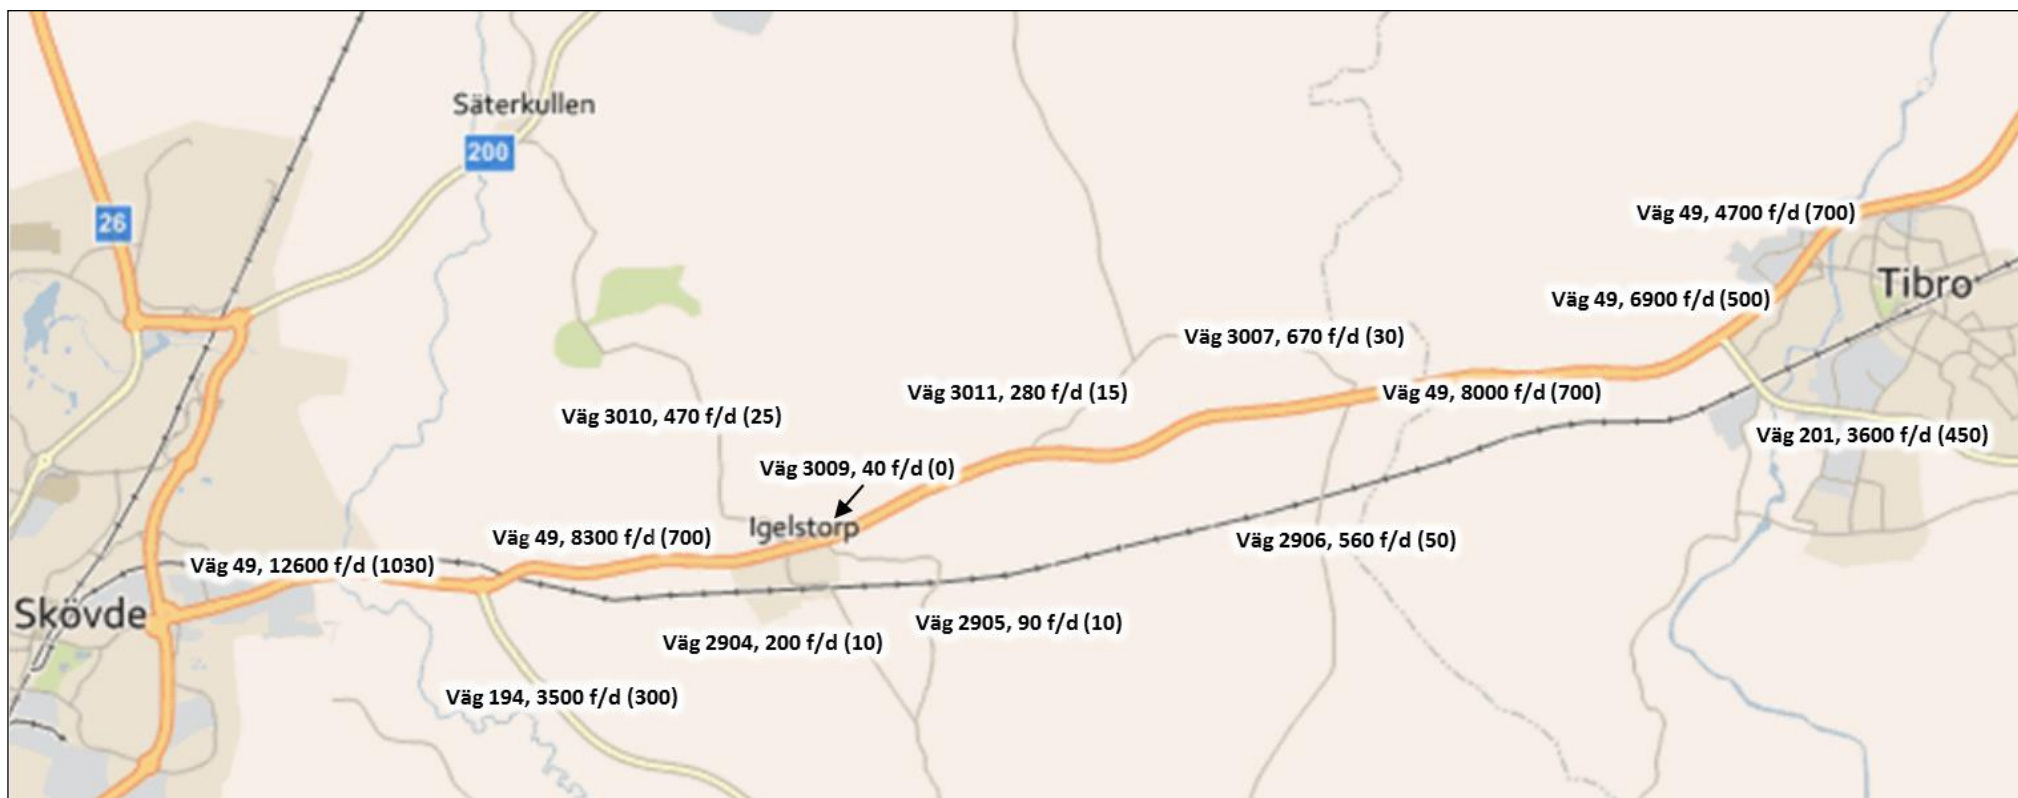 Säterkullen
200
26
Väg 49, 4700 f/d (700)
Tibro
Väg 49, 6900 f/d (500)
Väg 3007, 670 f/d (30)
Väg 3011, 280 f/d (15)
Väg 49, 8000 f/d (700)
Väg 3010, 470 f/d (25)
Väg 201, 3600 f/d (450)
Väg 3009, 40 f/d (0)
Igelstorp
Väg 49, 8300 f/d (700)
Väg 2906, 560 f/d (50)
Väg 49, 12600 f/d (1030)
Skövde
Väg 2905, 90 f/d (10)
Väg 2904, 200 f/d (10)
Väg 194, 3500 f/d (300)